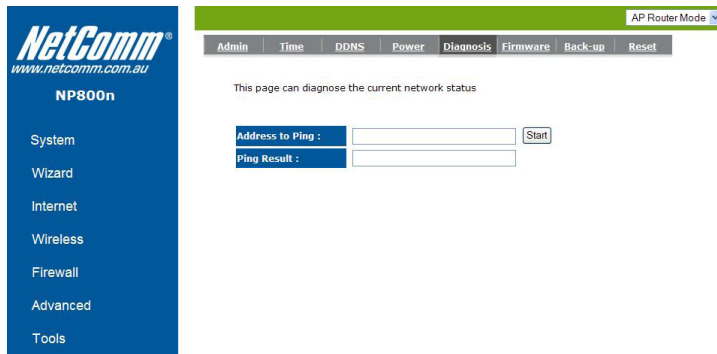 AP Router Mode
NetComm®
www.netcomm.com.au
NP800n
System
Wizard
Internet
Wireless
Firewall
Advanced
Tools
Admin Time DDNS Power Diagnosis Firmware Back-up Reset
This page can diagnose the current network status
Address to Ping : Start
Ping Result :